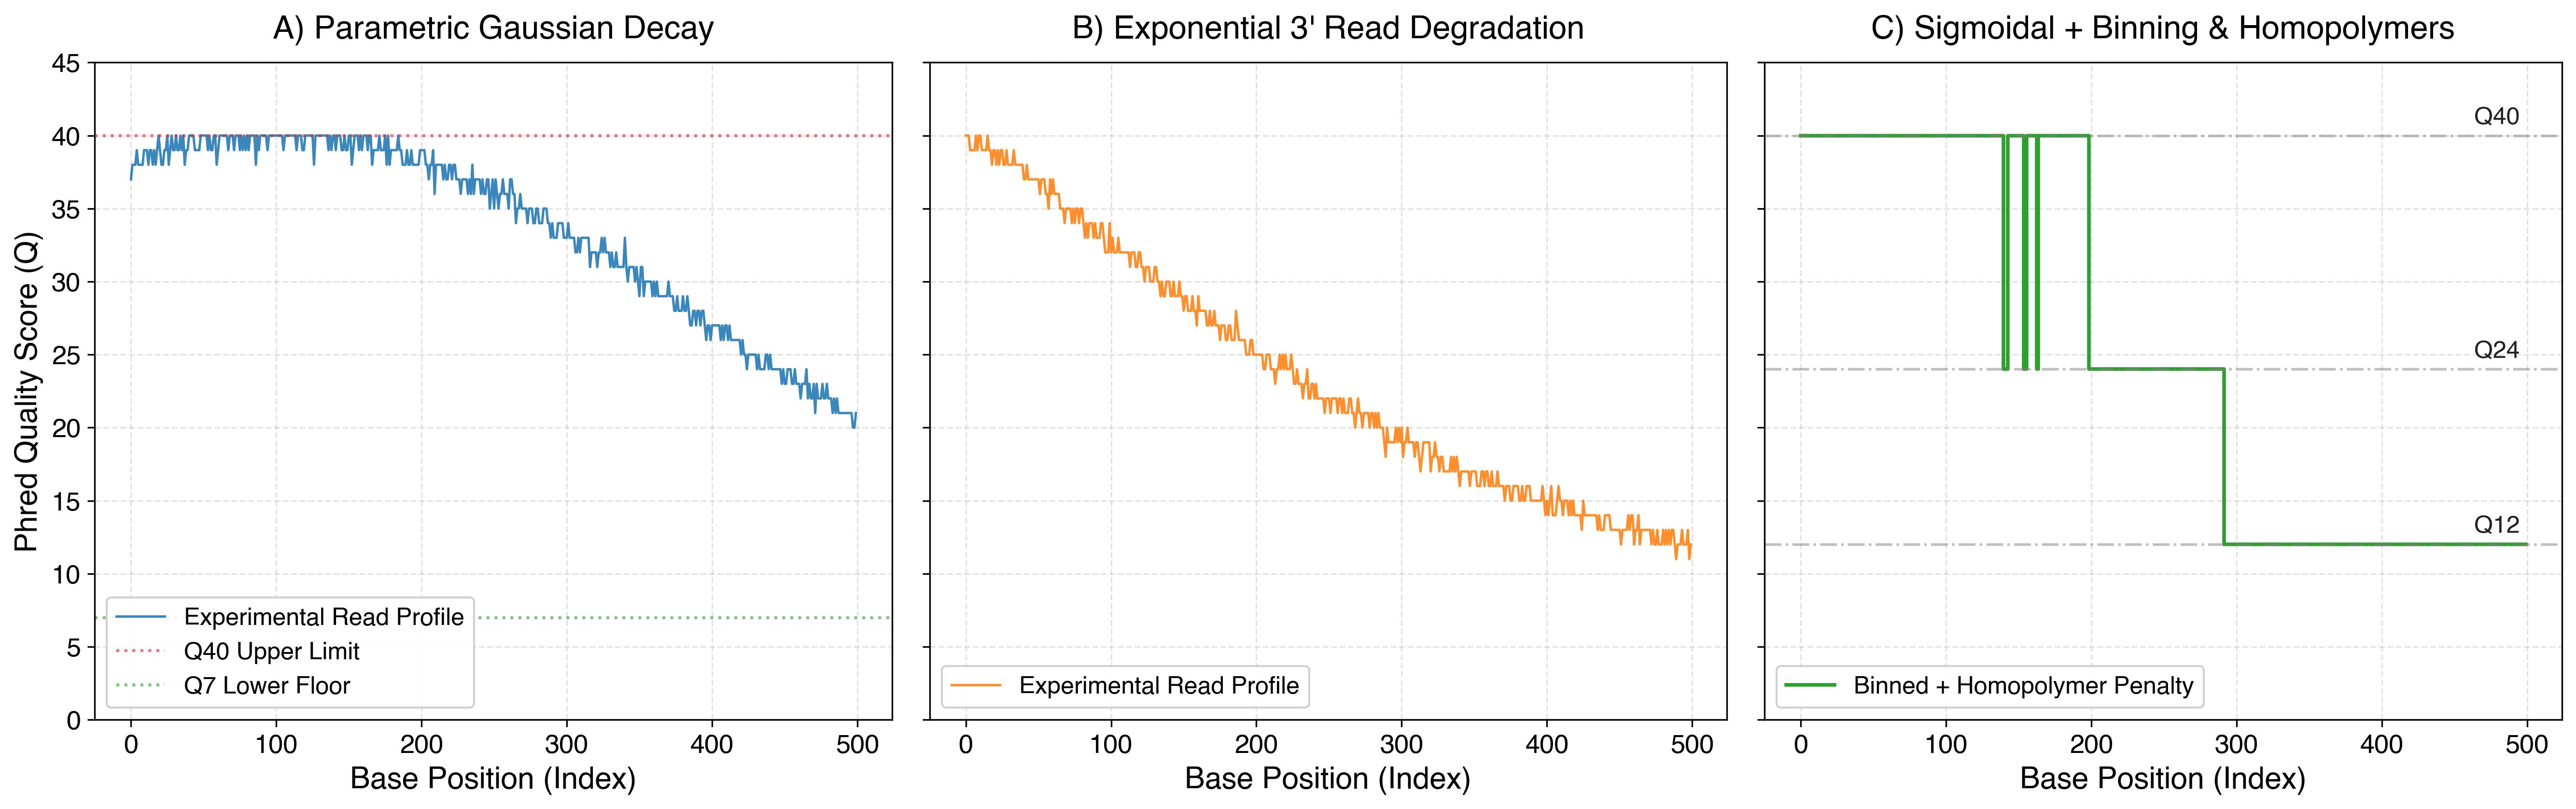 A) Parametric Gaussian Decay
Phred Quality Score (Q)
45
40
35
30
25
20
15
10
5
0
Experimental Read Profile
Q40 Upper Limit
Q7 Lower Floor
0 100 200 300 400 500
Base Position (Index)
B) Exponential 3' Read Degradation
Experimental Read Profile
0 100 200 300 400 500
Base Position (Index)
C) Sigmoidal + Binning & Homopolymers
Q40
Q24
Q12
Binned + Homopolymer Penalty
0 100 200 300 400 500
Base Position (Index)